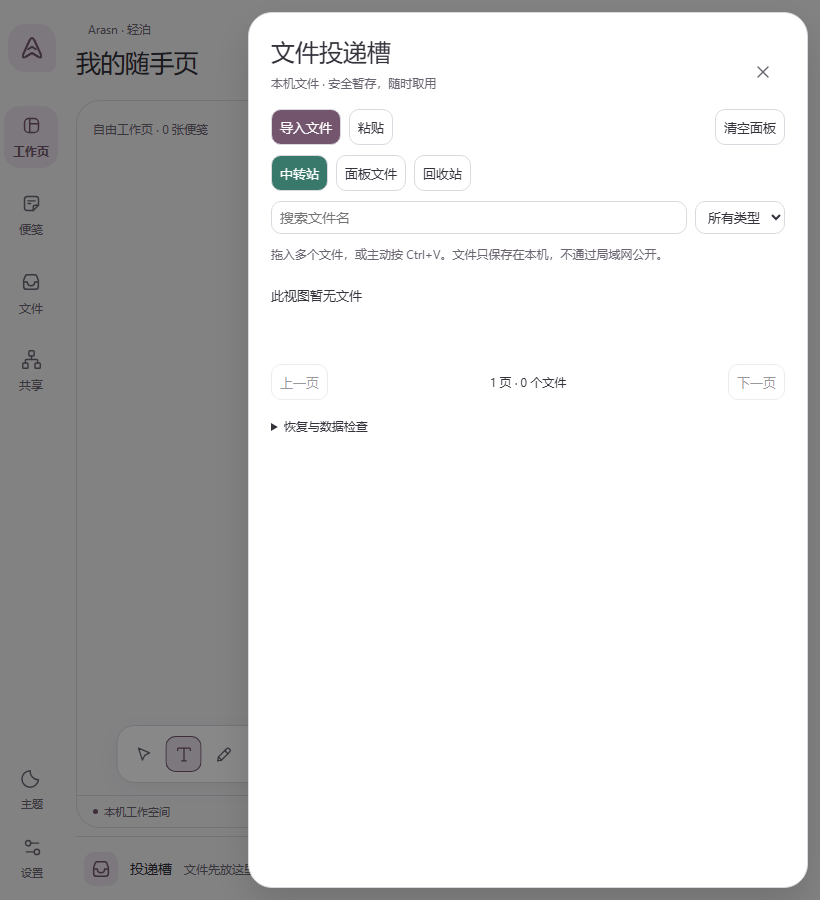 Arasn · 轻泊
我的随手页
自由工作页 · 0 张便笺
工作页
便笺
文件
共享
主题
设置
本机工作空间
投递槽 文件先放这
文件投递槽
本机文件 · 安全暂存，随时取用
导入文件 粘贴 清空面板
中转站 面板文件 回收站
搜索文件名 所有类型
拖入多个文件，或主动按 Ctrl+V。文件只保存在本机，不通过局域网公开。
此视图暂无文件
上一页 1 页 · 0 个文件 下一页
恢复与数据检查